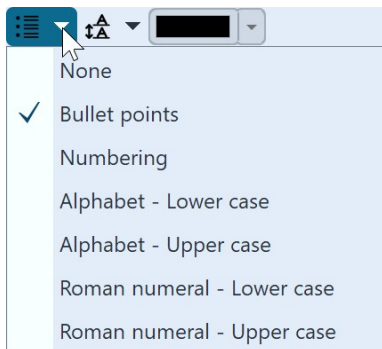 None
Bullet points
Numbering
Alphabet - Lower case
Alphabet - Upper case
Roman numeral - Lower case
Roman numeral - Upper case